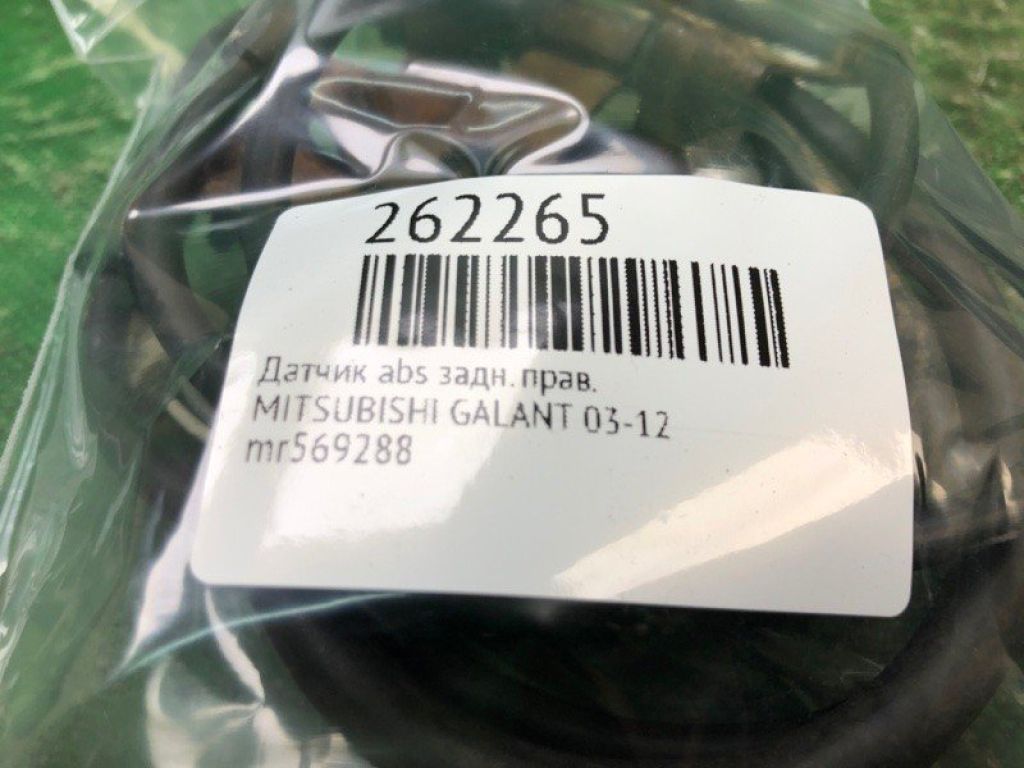 262265
Датчик abs задн. прав.
MITSUBISHI GALANT 03-12
mr569288